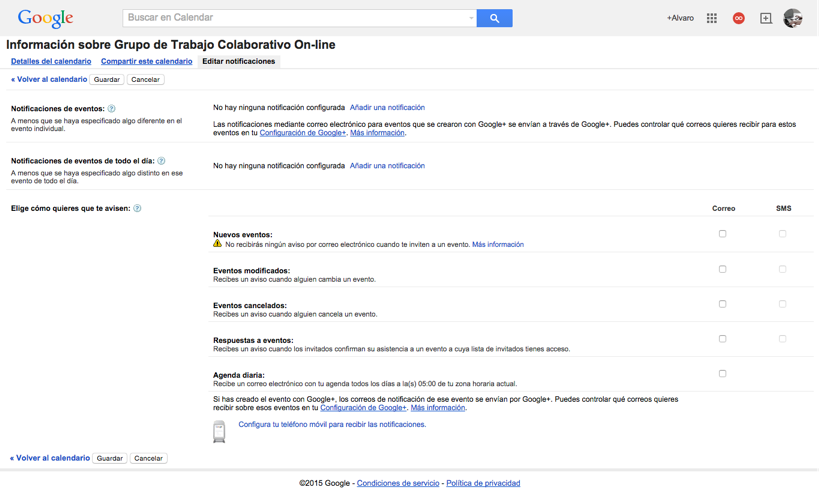 Google
Buscar en Calendar
+Alvaro
Información sobre Grupo de Trabajo Colaborativo On-line
Detalles del calendario Compartir este calendario Editar notificaciones
« Volver al calendario Guardar Cancelar
Notificaciones de eventos: ?
A menos que se haya especificado algo diferente en el
evento individual.
No hay ninguna notificación configurada Añadir una notificación
Las notificaciones mediante correo electrónico para eventos que se crearon con Google+ se envían a través de Google+. Puedes controlar qué correos quieres recibir para estos
eventos en tu Configuración de Google+. Más información.
Notificaciones de eventos de todo el día: ?
A menos que se haya especificado algo distinto en ese
evento de todo el día.
No hay ninguna notificación configurada Añadir una notificación
Elige cómo quieres que te avisen: ?
Correo SMS
Nuevos eventos:
No recibirás ningún aviso por correo electrónico cuando te inviten a un evento. Más información
Eventos modificados:
Recibes un aviso cuando alguien cambia un evento.
Eventos cancelados:
Recibes un aviso cuando alguien cancela un evento.
Respuestas a eventos:
Recibes un aviso cuando los invitados confirman su asistencia a un evento a cuya lista de invitados tienes acceso.
Agenda diaria:
Recibe un correo electrónico con tu agenda todos los días a la(s) 05:00 de tu zona horaria actual.
Si has creado el evento con Google+, los correos de notificación de ese evento se envían por Google+. Puedes controlar qué correos quieres
recibir sobre esos eventos en tu Configuración de Google+. Más información.
Configura tu teléfono móvil para recibir las notificaciones.
« Volver al calendario Guardar Cancelar
©2015 Google - Condiciones de servicio - Política de privacidad